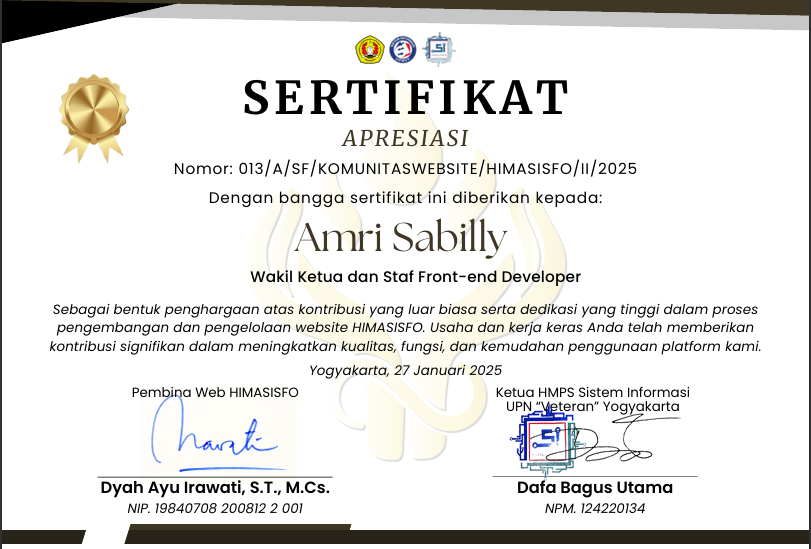 SERTIFIKAT
APRESIASI
Nomor: 013/A/SF/KOMUNITASWEBSITE/HIMASISFO/II/2025
Dengan bangga sertifikat ini diberikan kepada:
Amri Sabilly
Wakil Ketua dan Staf Front-end Developer
Sebagai bentuk penghargaan atas kontribusi yang luar biasa serta dedikasi yang tinggi dalam proses
pengembangan dan pengelolaan website HIMASISFO. Usaha dan kerja keras Anda telah memberikan
kontribusi signifikan dalam meningkatkan kualitas, fungsi, dan kemudahan penggunaan platform kami.
Yogyakarta, 27 Januari 2025
Pembina Web HIMASISFO
Dyah Ayu Irawati, S.T., M.Cs.
NIP. 19840708 200812 2 001
Ketua HMPS Sistem Informasi
UPN “Veteran” Yogyakarta
Dafa Bagus Utama
NPM. 124220134